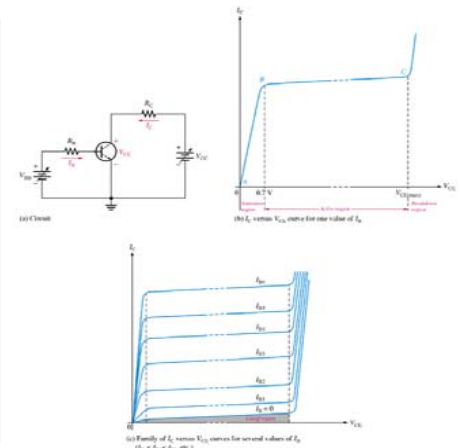 I_C
R_C
I_C
R_B
V_CE
V_CC
I_B
V_BB
(a) Circuit
I_C
B
C
A
0
0.7 V
V_CE(max)
V_CE
Saturation
region
Active region
Breakdown
region
(b) I_C versus V_CE curve for one value of I_B
I_C
I_B6
I_B5
I_B4
I_B3
I_B2
I_B1
I_B = 0
Cutoff region
0
V_CE
(c) Family of I_C versus V_CE curves for several values of I_B